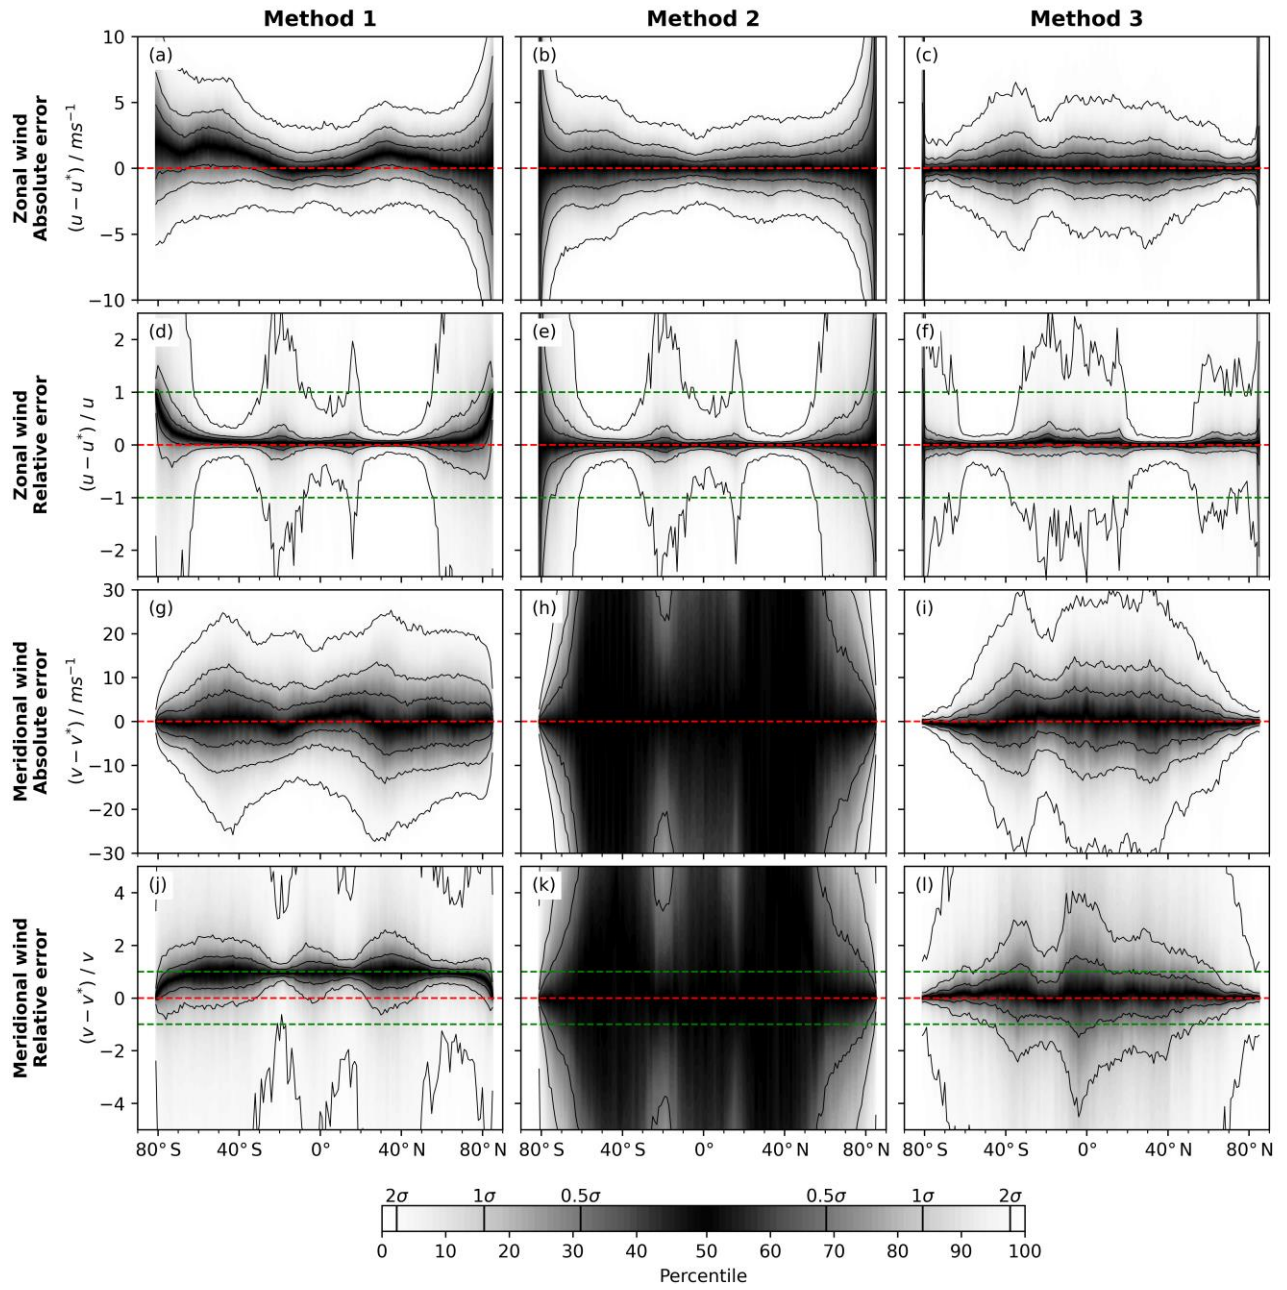 Method 1 Method 2 Method 3
Zonal wind
Absolute error
(u − u*) / ms⁻¹
10
5
0
−5
−10
(a) (b) (c)
Zonal wind
Relative error
(u − u*) / u
2
1
0
−1
−2
(d) (e) (f)
Meridional wind
Absolute error
(v − v*) / ms⁻¹
30
20
10
0
−10
−20
−30
(g) (h) (i)
Meridional wind
Relative error
(v − v*) / v
4
2
0
−2
−4
(j) (k) (l)
80° S 40° S 0° 40° N 80° N 80° S 40° S 0° 40° N 80° N 80° S 40° S 0° 40° N 80° N
2σ 1σ 0.5σ 0.5σ 1σ 2σ
0 10 20 30 40 50 60 70 80 90 100
Percentile